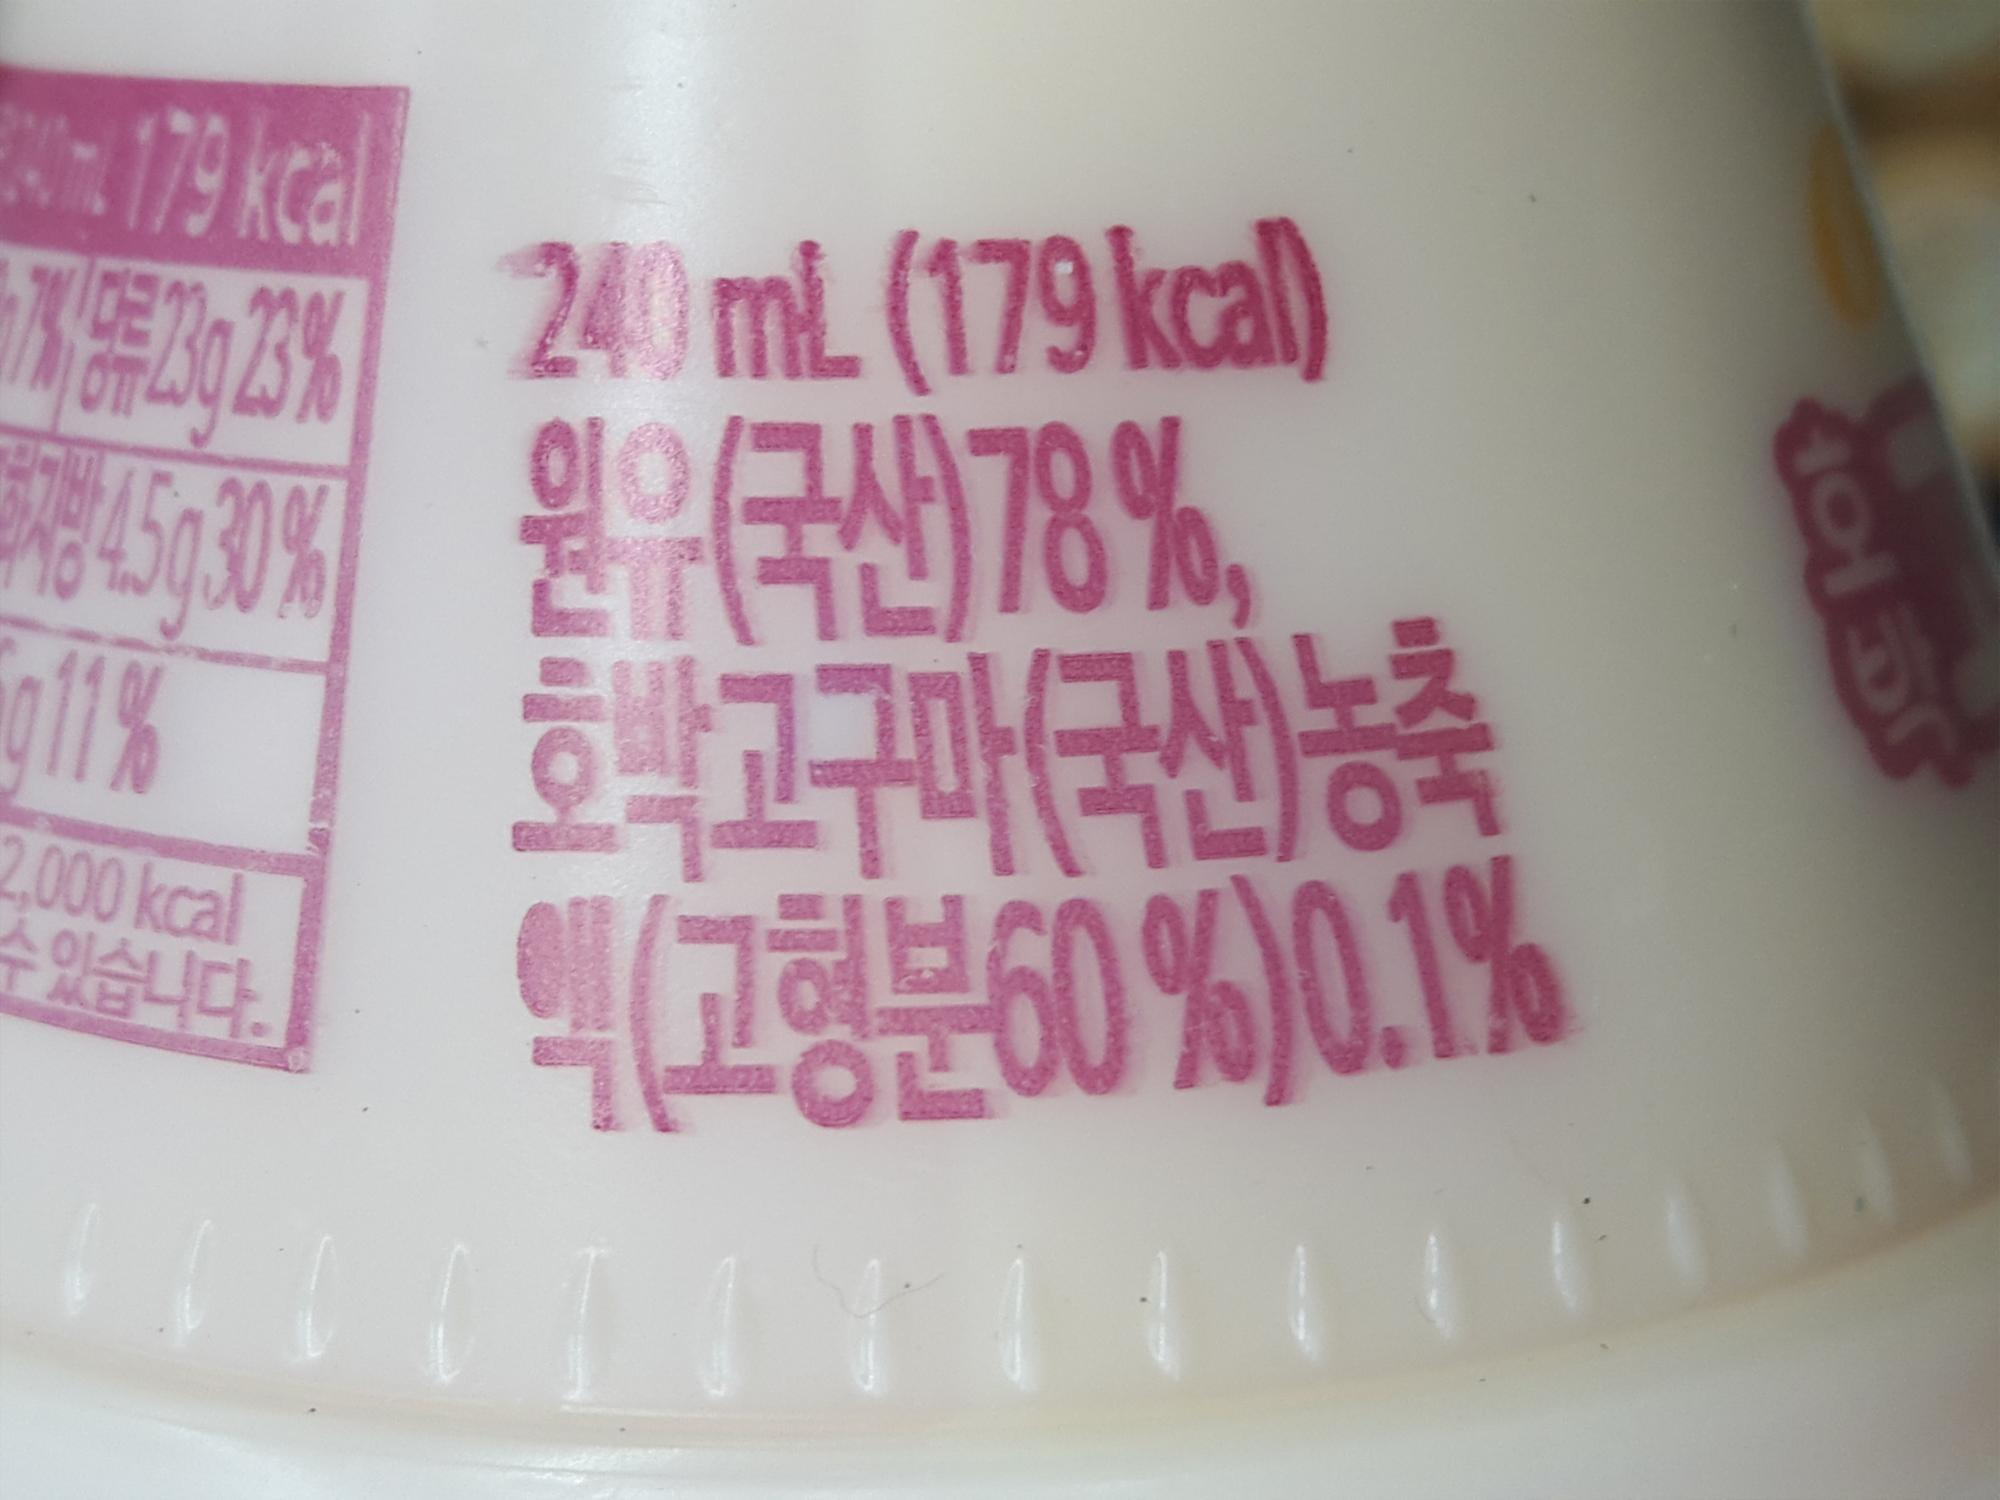 240mL 179 kcal
7% 당류 23g 23%
화지방 4.5g 30%
g 11%
2,000 kcal
수 있습니다.
240 mL (179 kcal)
원유(국산)78%,
호박고구마(국산)농축
액(고형분60%)0.1%